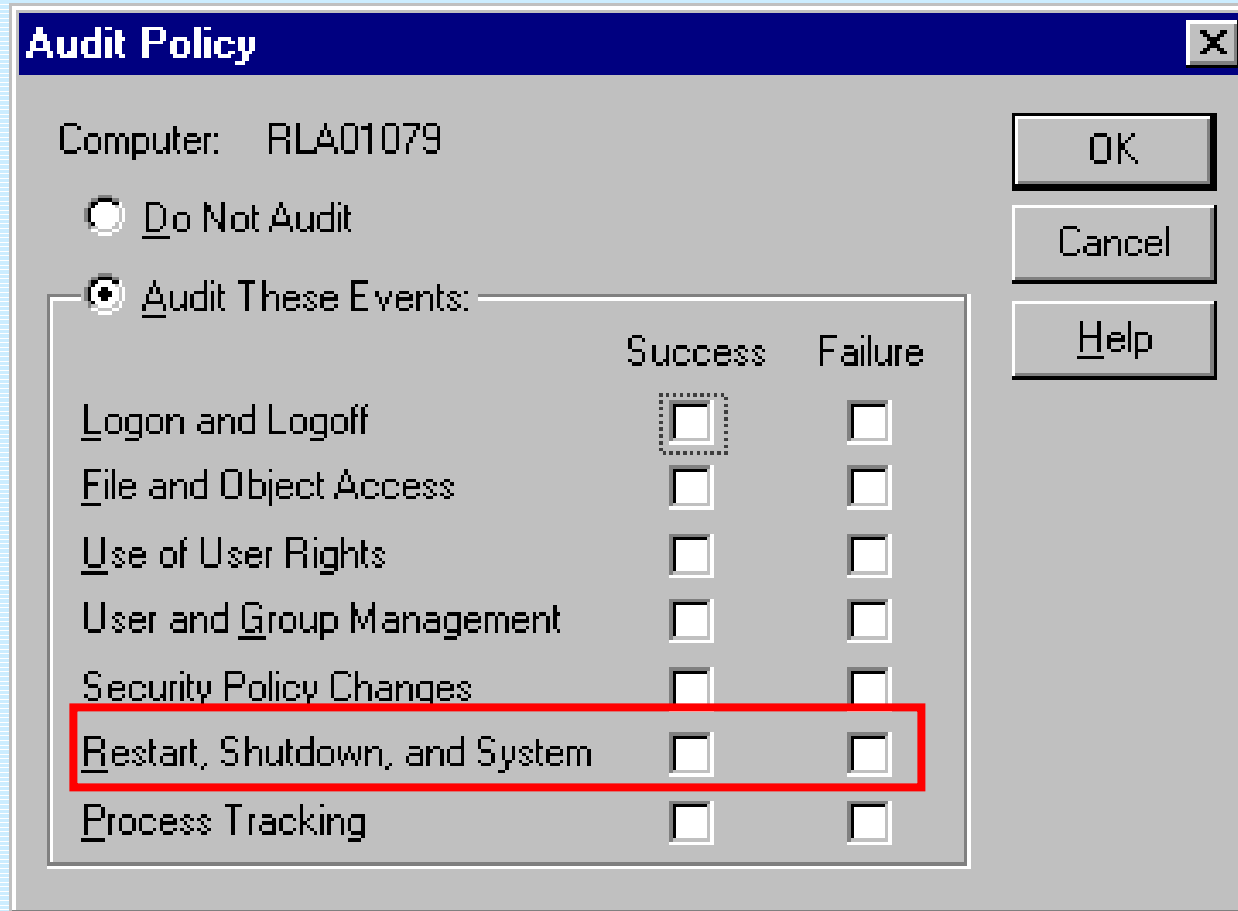 Audit Policy
Computer: RLA01079
Do Not Audit
Audit These Events:
Success Failure
Logon and Logoff
File and Object Access
Use of User Rights
User and Group Management
Security Policy Changes
Restart, Shutdown, and System
Process Tracking
OK
Cancel
Help